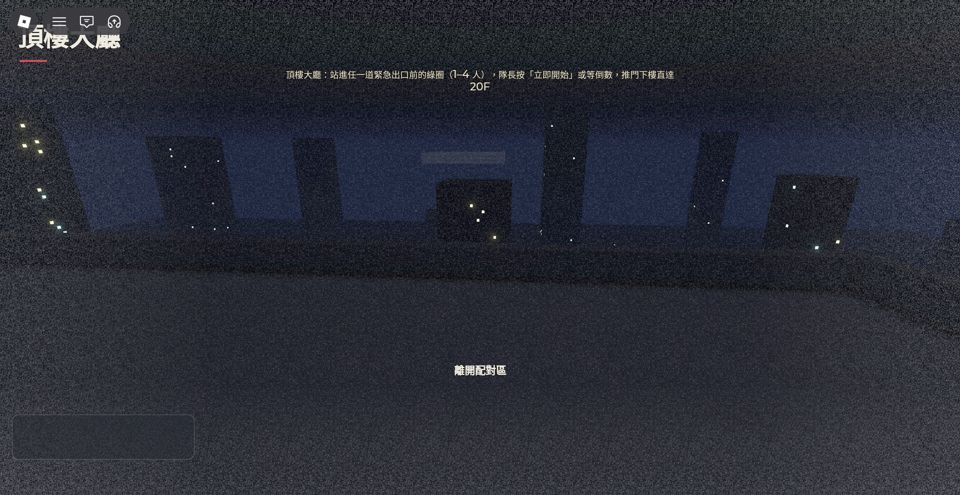 頂樓大廳
頂樓大廳：站進任一道緊急出口前的綠圈（1–4 人），隊長按「立即開始」或等倒數，推門下樓直達
20F
離開配對區